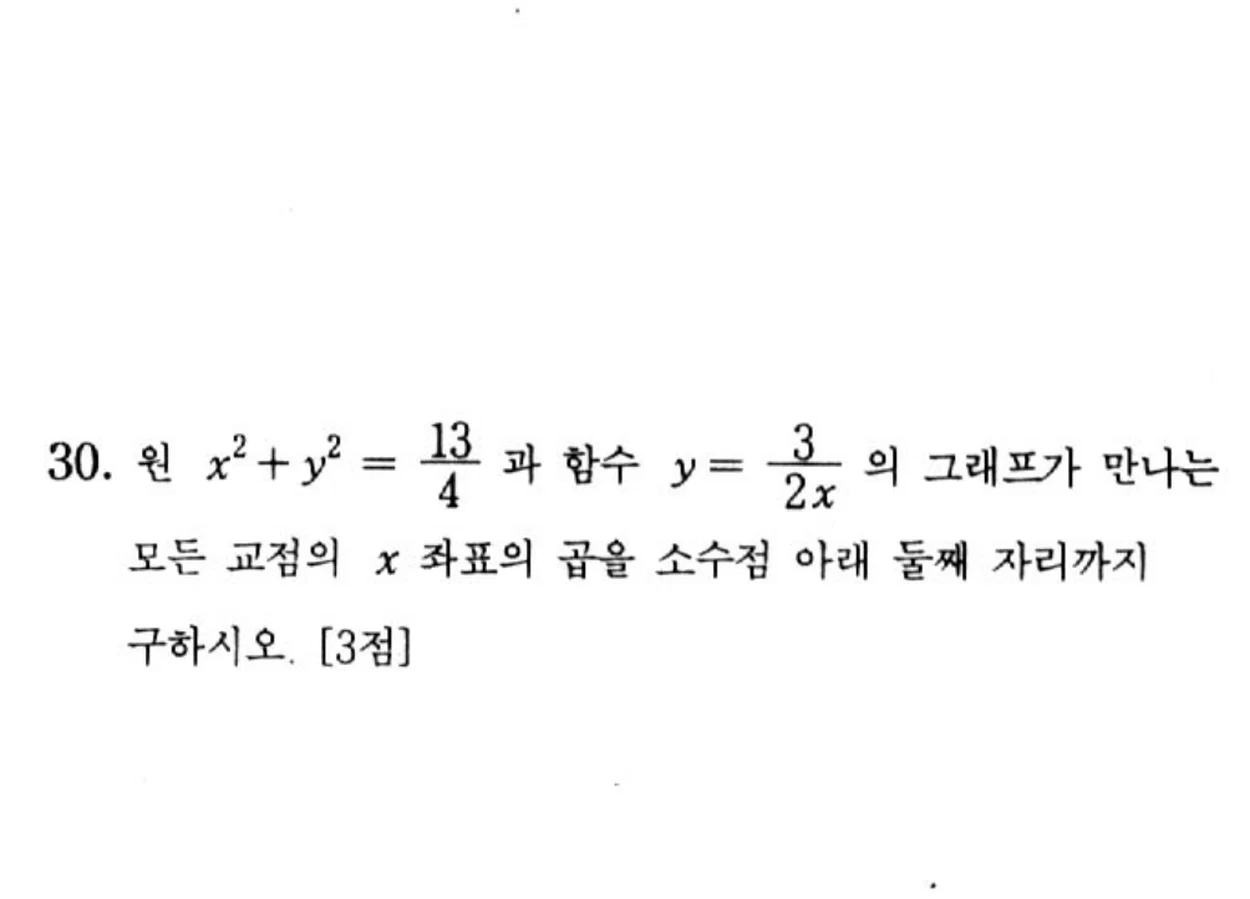 30. 원 x² + y² = 13/4 과 함수 y = 3/2x 의 그래프가 만나는
모든 교점의 x 좌표의 곱을 소수점 아래 둘째 자리까지
구하시오. [3점]